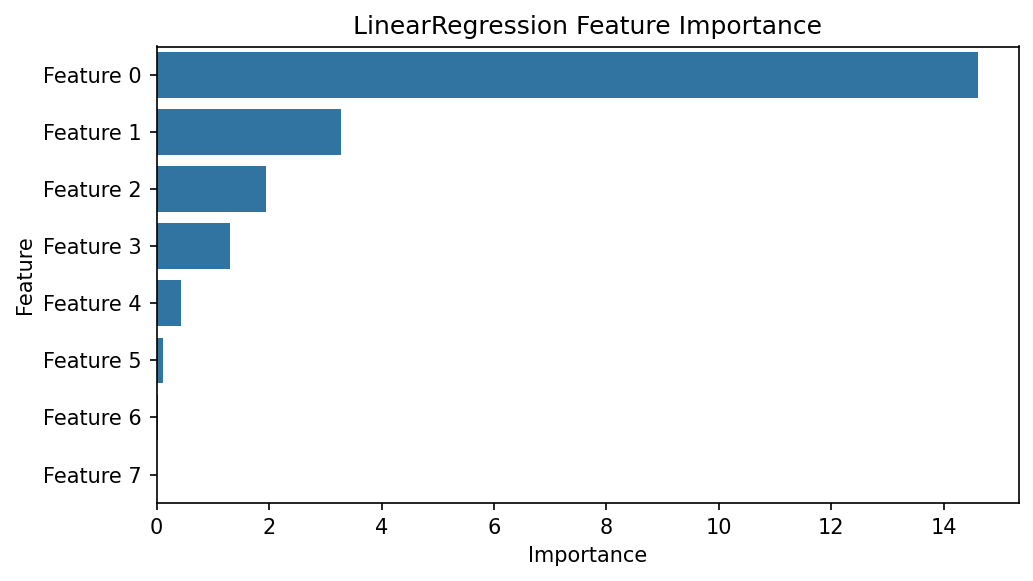 LinearRegression Feature Importance
Feature 0
Feature 1
Feature 2
Feature 3
Feature 4
Feature 5
Feature 6
Feature 7
Feature
0 2 4 6 8 10 12 14
Importance